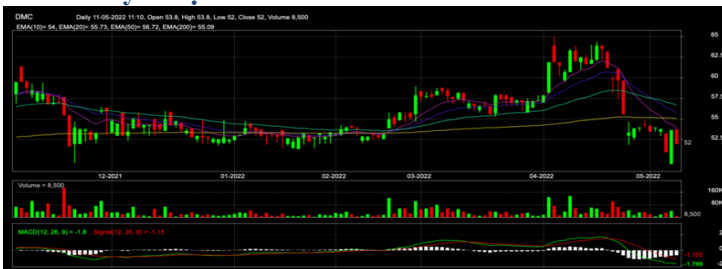 DMC Daily 11-05-2022 11:10, Open 53.8, High 53.8, Low 52, Close 52, Volume 8,500
EMA(10)= 54, EMA(20)= 55.73, EMA(50)= 56.72, EMA(200)= 55.09
65
62.5
60
57.5
55
52.5
52
12-2021 01-2022 02-2022 03-2022 04-2022 05-2022
Volume = 8,500
160K
80K
8,500
MACD(12, 26, 9) = -1.8 , Signal(12, 26, 9) = -1.15
2
-1.150
-1.799
-2